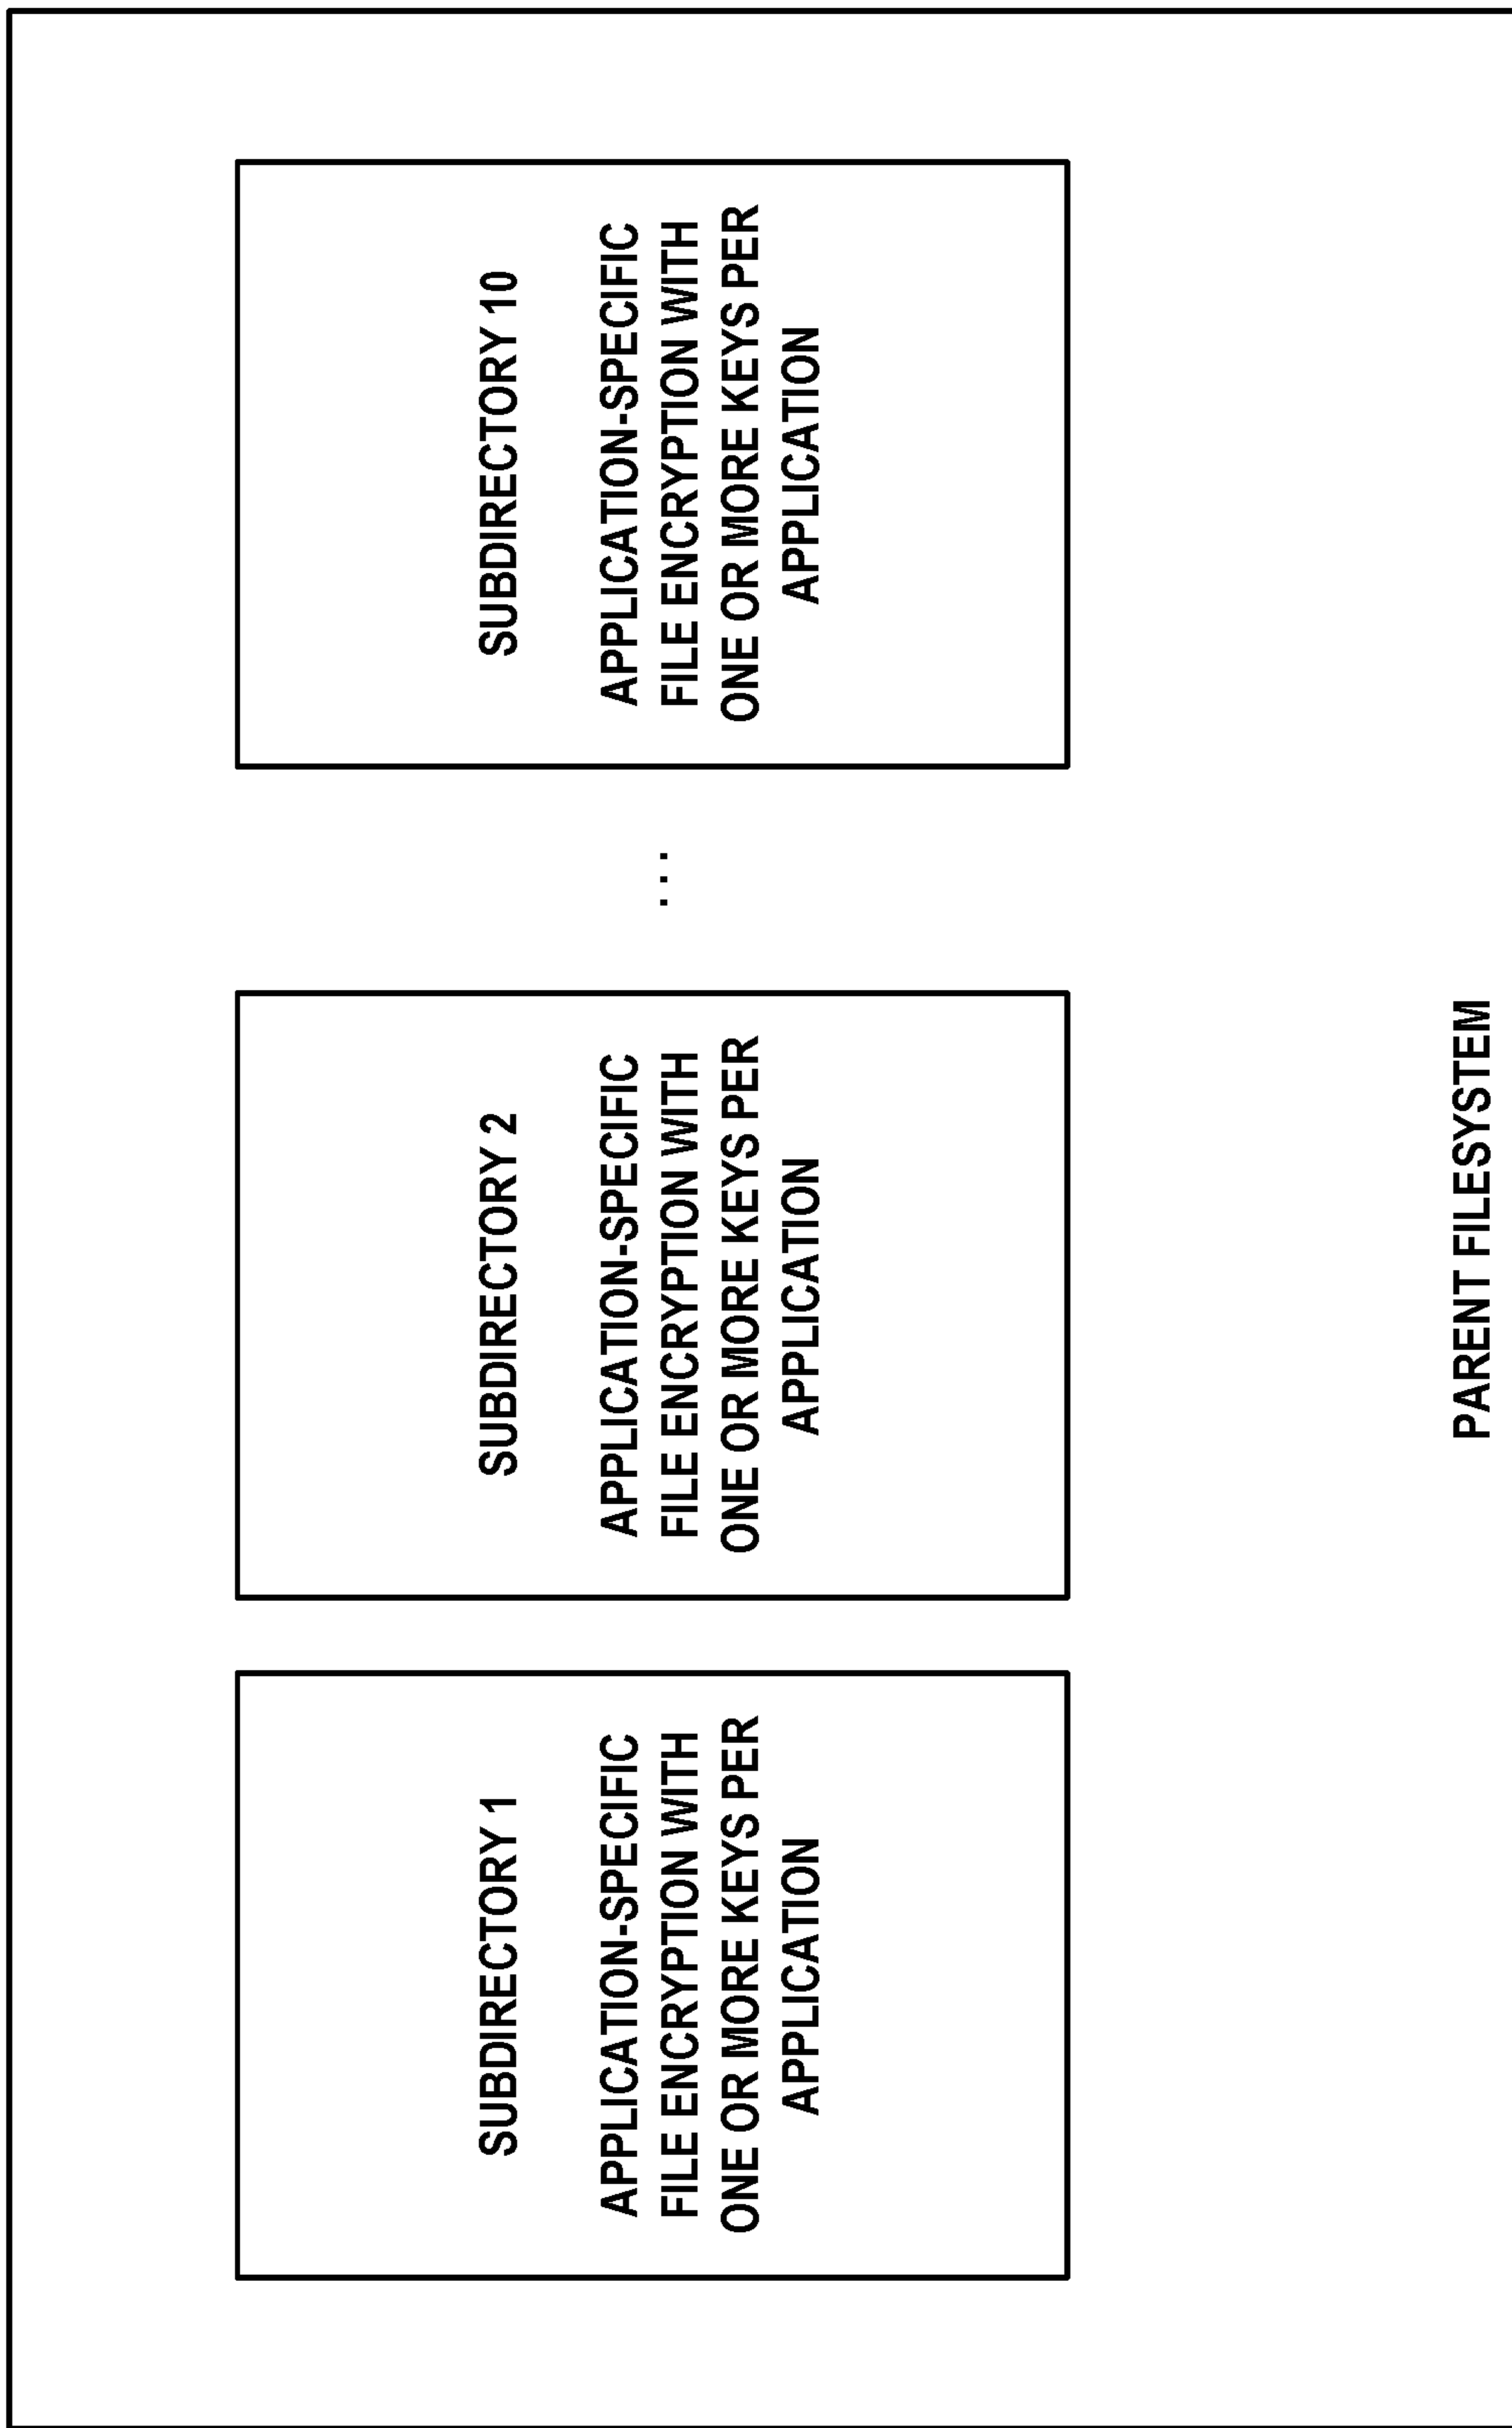 SUBDIRECTORY 1
APPLICATION-SPECIFIC
FILE ENCRYPTION WITH
ONE OR MORE KEYS PER
APPLICATION
SUBDIRECTORY 2
APPLICATION-SPECIFIC
FILE ENCRYPTION WITH
ONE OR MORE KEYS PER
APPLICATION
...
SUBDIRECTORY 10
APPLICATION-SPECIFIC
FILE ENCRYPTION WITH
ONE OR MORE KEYS PER
APPLICATION
PARENT FILESYSTEM